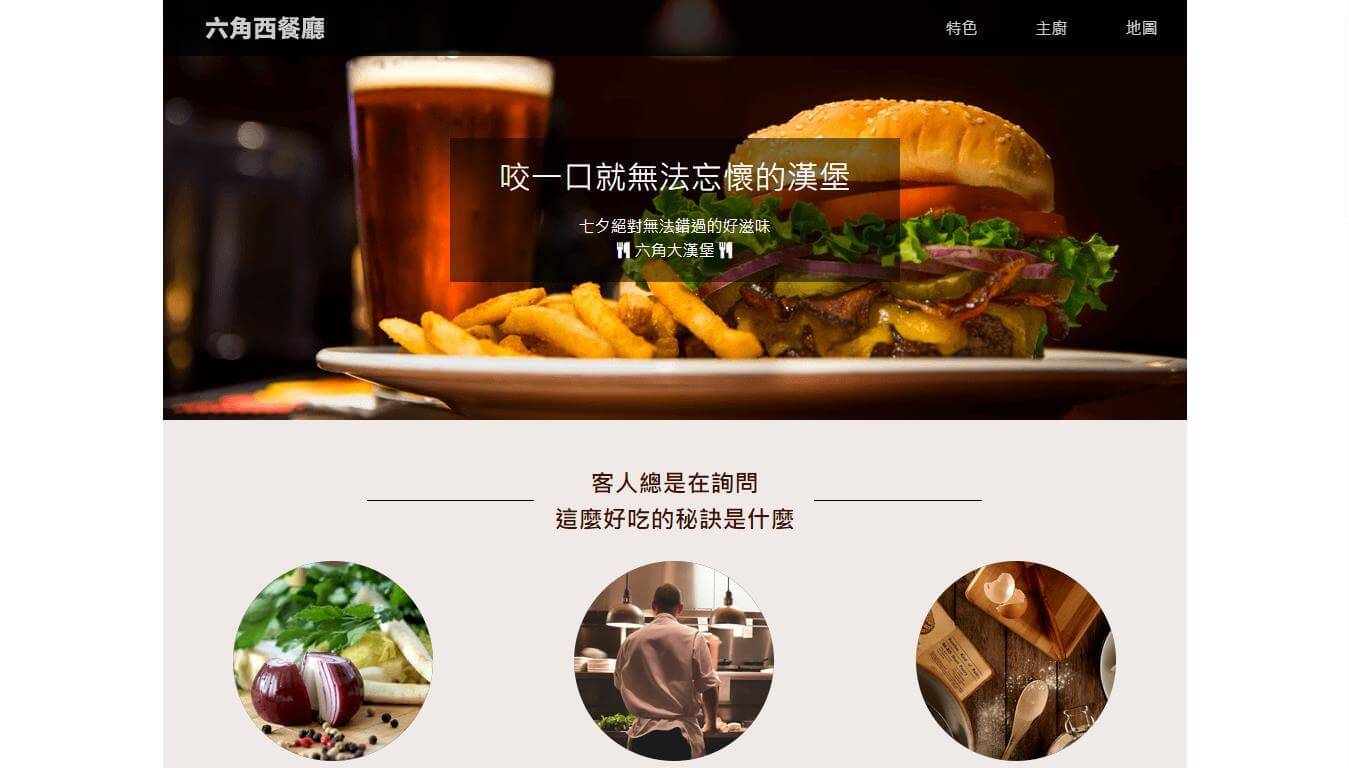 六角西餐廳
特色
主廚
地圖
咬一口就無法忘懷的漢堡
七夕絕對無法錯過的好滋味
六角大漢堡
客人總是在詢問
這麼好吃的秘訣是什麼